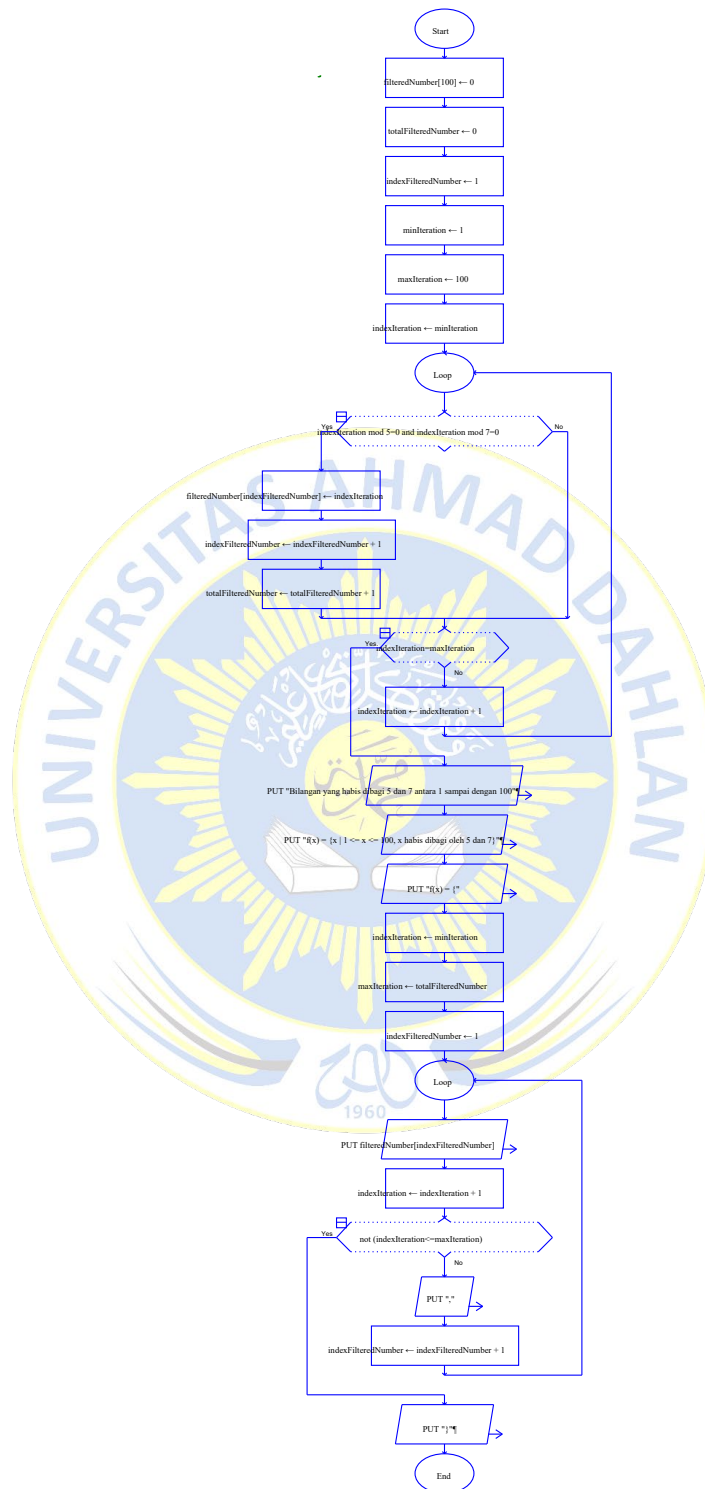 Start
filteredNumber[100] ← 0
totalFilteredNumber ← 0
indexFilteredNumber ← 1
minIteration ← 1
maxIteration ← 100
indexIteration ← minIteration
Loop
Yes
indexIteration mod 5=0 and indexIteration mod 7=0
No
filteredNumber[indexFilteredNumber] ← indexIteration
indexFilteredNumber ← indexFilteredNumber + 1
totalFilteredNumber ← totalFilteredNumber + 1
Yes
indexIteration=maxIteration
No
indexIteration ← indexIteration + 1
PUT "Bilangan yang habis dibagi 5 dan 7 antara 1 sampai dengan 100"¶
PUT "f(x) = {x | 1 <= x <= 100, x habis dibagi oleh 5 dan 7}"¶
PUT "f(x) = {"
indexIteration ← minIteration
maxIteration ← totalFilteredNumber
indexFilteredNumber ← 1
Loop
PUT filteredNumber[indexFilteredNumber]
indexIteration ← indexIteration + 1
Yes
not (indexIteration<=maxIteration)
No
PUT ","
indexFilteredNumber ← indexFilteredNumber + 1
PUT "}"¶
End
UNIVERSITAS AHMAD DAHLAN
1960